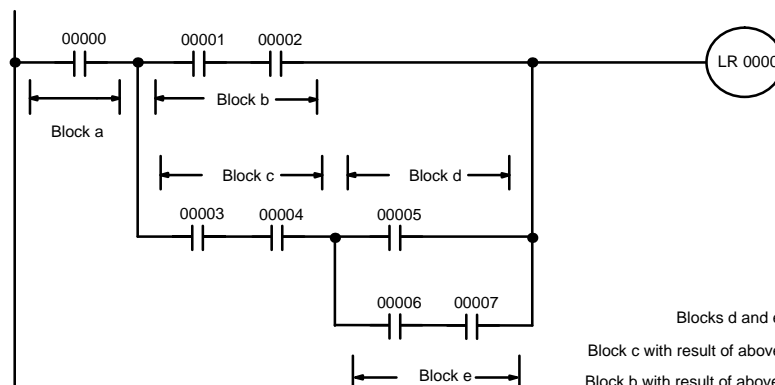 00000
00001 00002
LR 0000
Block b
Block a
Block c Block d
00003 00004 00005
00006 00007
Blocks d and e
Block c with result of above
Block e
Block b with result of above